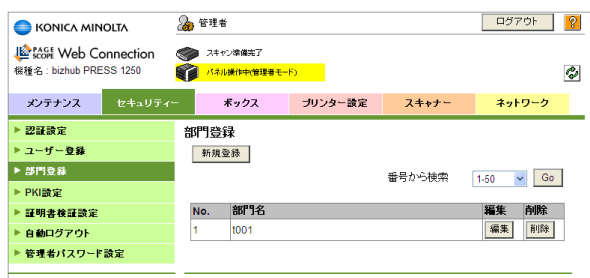 KONICA MINOLTA
管理者
ログアウト
?
PAGE SCOPE Web Connection
スキャン準備完了
機種名 : bizhub PRESS 1250
パネル操作中(管理者モード)
メンテナンス
セキュリティー
ボックス
プリンター設定
スキャナー
ネットワーク
認証設定
ユーザー登録
部門登録
PKI設定
証明書検証設定
自動ログアウト
管理者パスワード設定
部門登録
新規登録
番号から検索
1-50
Go
No. 部門名 編集 削除
1 t001 編集 削除